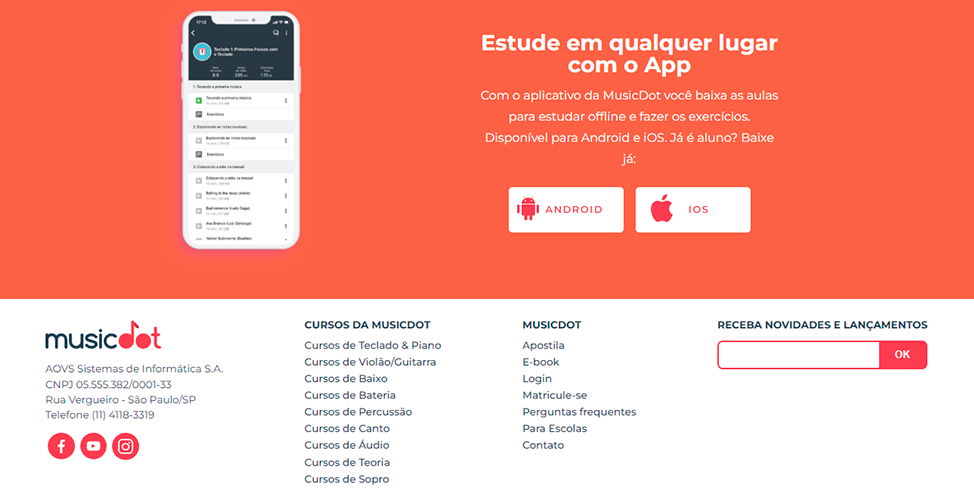 17:12
Teclado 1: Primeiros Passos com
o Teclado
1. Tocando a primeira música
Tocando a primeira música
Exercícios
2. Explorando as notas musicais
Explorando as notas musicais
Exercícios
3. Colocando a mão na massa!
Colocando a mão na massa!
Rolling in the deep (Adele)
Bad romance (Lady Gaga)
Asa Branca (Luiz Gonzaga)
Yellow Submarine (Beatles)
Estude em qualquer lugar
com o App
Com o aplicativo da MusicDot você baixa as aulas
para estudar offline e fazer os exercícios.
Disponível para Android e iOS. Já é aluno? Baixe
já:
ANDROID
IOS
musicdot
AOVS Sistemas de Informática S.A.
CNPJ 05.555.382/0001-33
Rua Vergueiro - São Paulo/SP
Telefone (11) 4118-3319
CURSOS DA MUSICDOT
Cursos de Teclado & Piano
Cursos de Violão/Guitarra
Cursos de Baixo
Cursos de Bateria
Cursos de Percussão
Cursos de Canto
Cursos de Áudio
Cursos de Teoria
Cursos de Sopro
MUSICDOT
Apostila
E-book
Login
Matricule-se
Perguntas frequentes
Para Escolas
Contato
RECEBA NOVIDADES E LANÇAMENTOS
OK